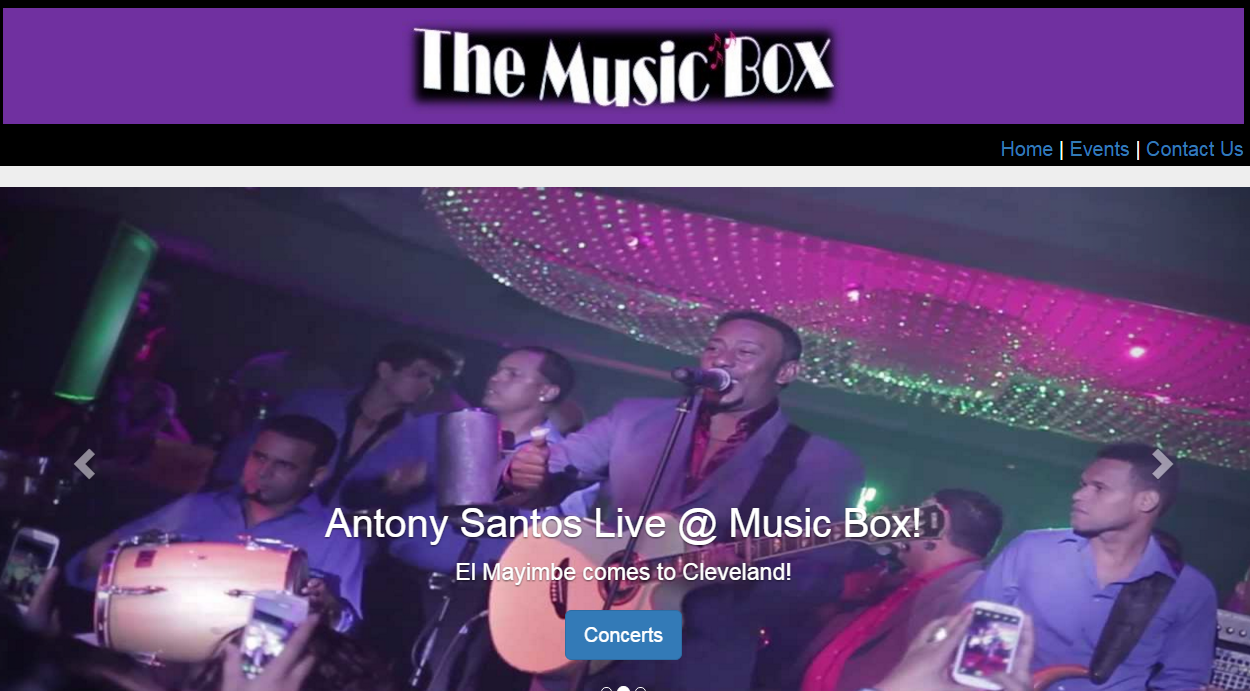 The Music Box
Home | Events | Contact Us
Antony Santos Live @ Music Box!
El Mayimbe comes to Cleveland!
Concerts